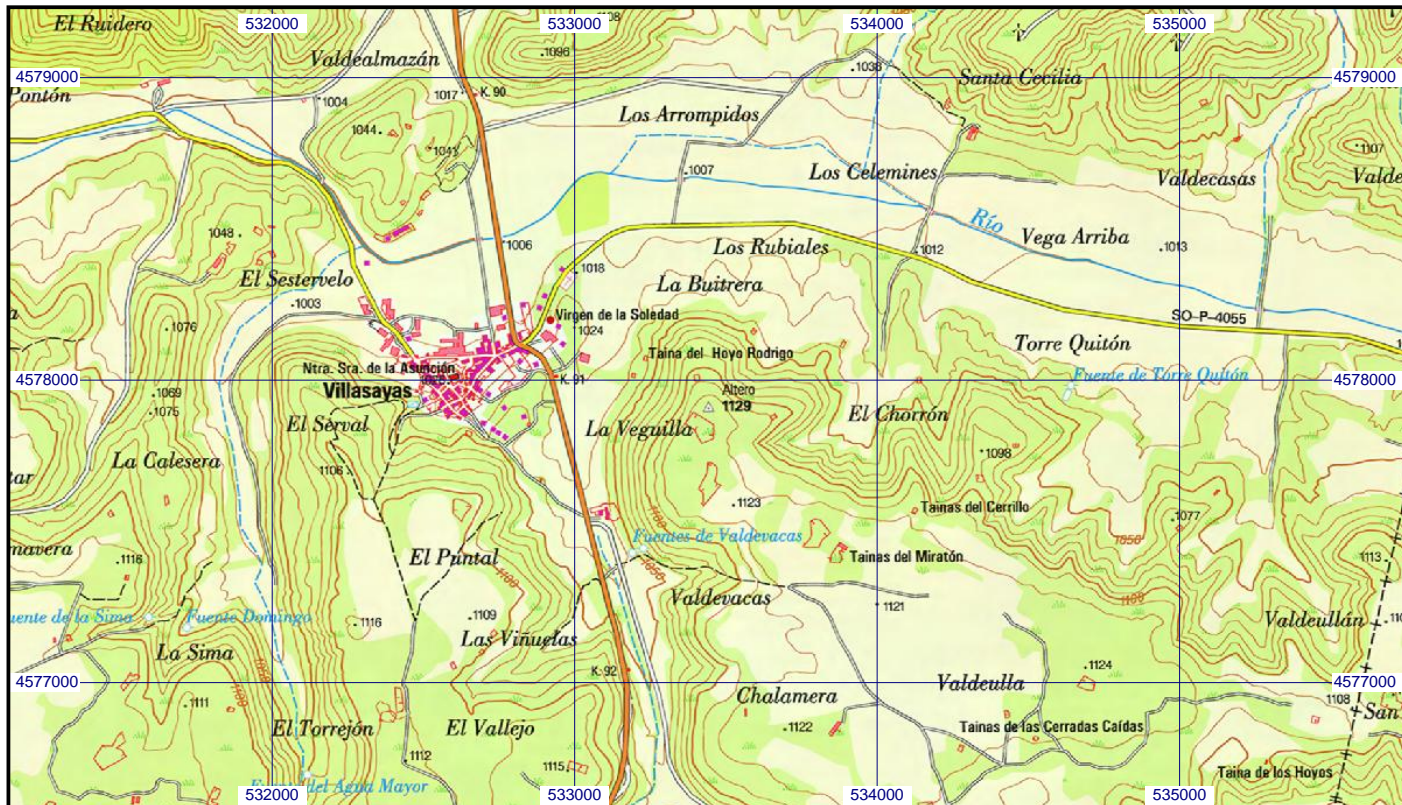 El Ruidero
532000
533000
534000
535000
Valdealmazán
1096
1038
4579000
4579000
Pontón
1004
1017
K. 90
Santa Cecilia
1044
1041
Los Arrompidos
1007
Los Celemines
Valdecasas
1107
1048
Río
Vega Arriba
1006
Los Rubiales
1012
1013
El Sestervelo
1018
La Buitrera
1003
Virgen de la Soledad
SO-P-4055
1076
1024
Taina del Hoyo Rodrigo
Torre Quitón
Ntra. Sra. de la Asunción
4578000
K. 91
4578000
Fuente de Torre Quitón
Villasayas
Altero
1129
1069
1075
El Serval
La Veguilla
El Chorrón
La Calesera
1106
1098
1123
Tainas del Cerrillo
1077
1100
1050
Fuentes de Valdevacas
El Puntal
1116
1100
1050
Tainas del Miratón
1113
Valdevacas
1109
1121
1100
Fuente Domingo
1116
Las Viñuelas
Valdeullán
La Sima
K. 92
1124
4577000
4577000
Chalamera
Valdeulla
1111
1108
San
El Torrejón
El Vallejo
1122
Tainas de las Cerradas Caídas
1112
1115
Taina de los Hoyos
del Agua Mayor
532000
533000
534000
535000